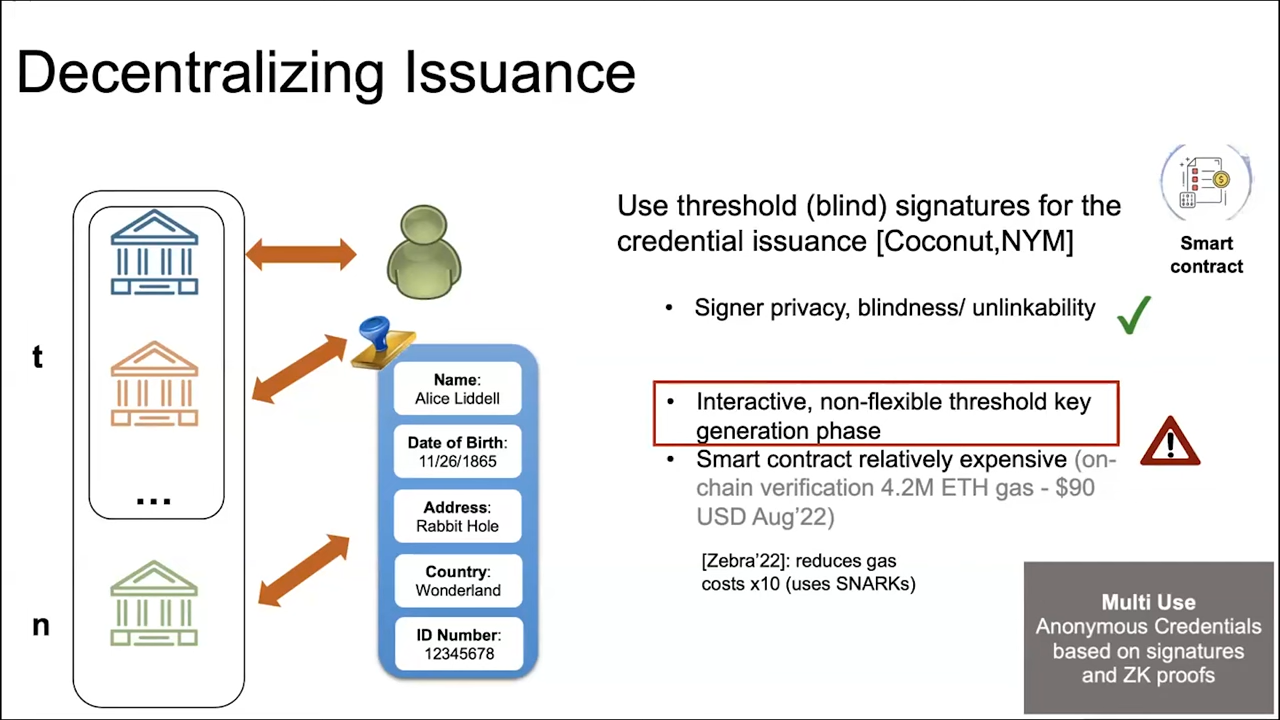 Decentralizing Issuance
t
...
n
Name:
Alice Liddell
Date of Birth:
11/26/1865
Address:
Rabbit Hole
Country:
Wonderland
ID Number:
12345678
Use threshold (blind) signatures for the
credential issuance [Coconut,NYM]
Smart
contract
• Signer privacy, blindness/ unlinkability
• Interactive, non-flexible threshold key
generation phase
• Smart contract relatively expensive (on-
chain verification 4.2M ETH gas - $90
USD Aug'22)
[Zebra'22]: reduces gas
costs x10 (uses SNARKs)
Multi Use
Anonymous Credentials
based on signatures
and ZK proofs